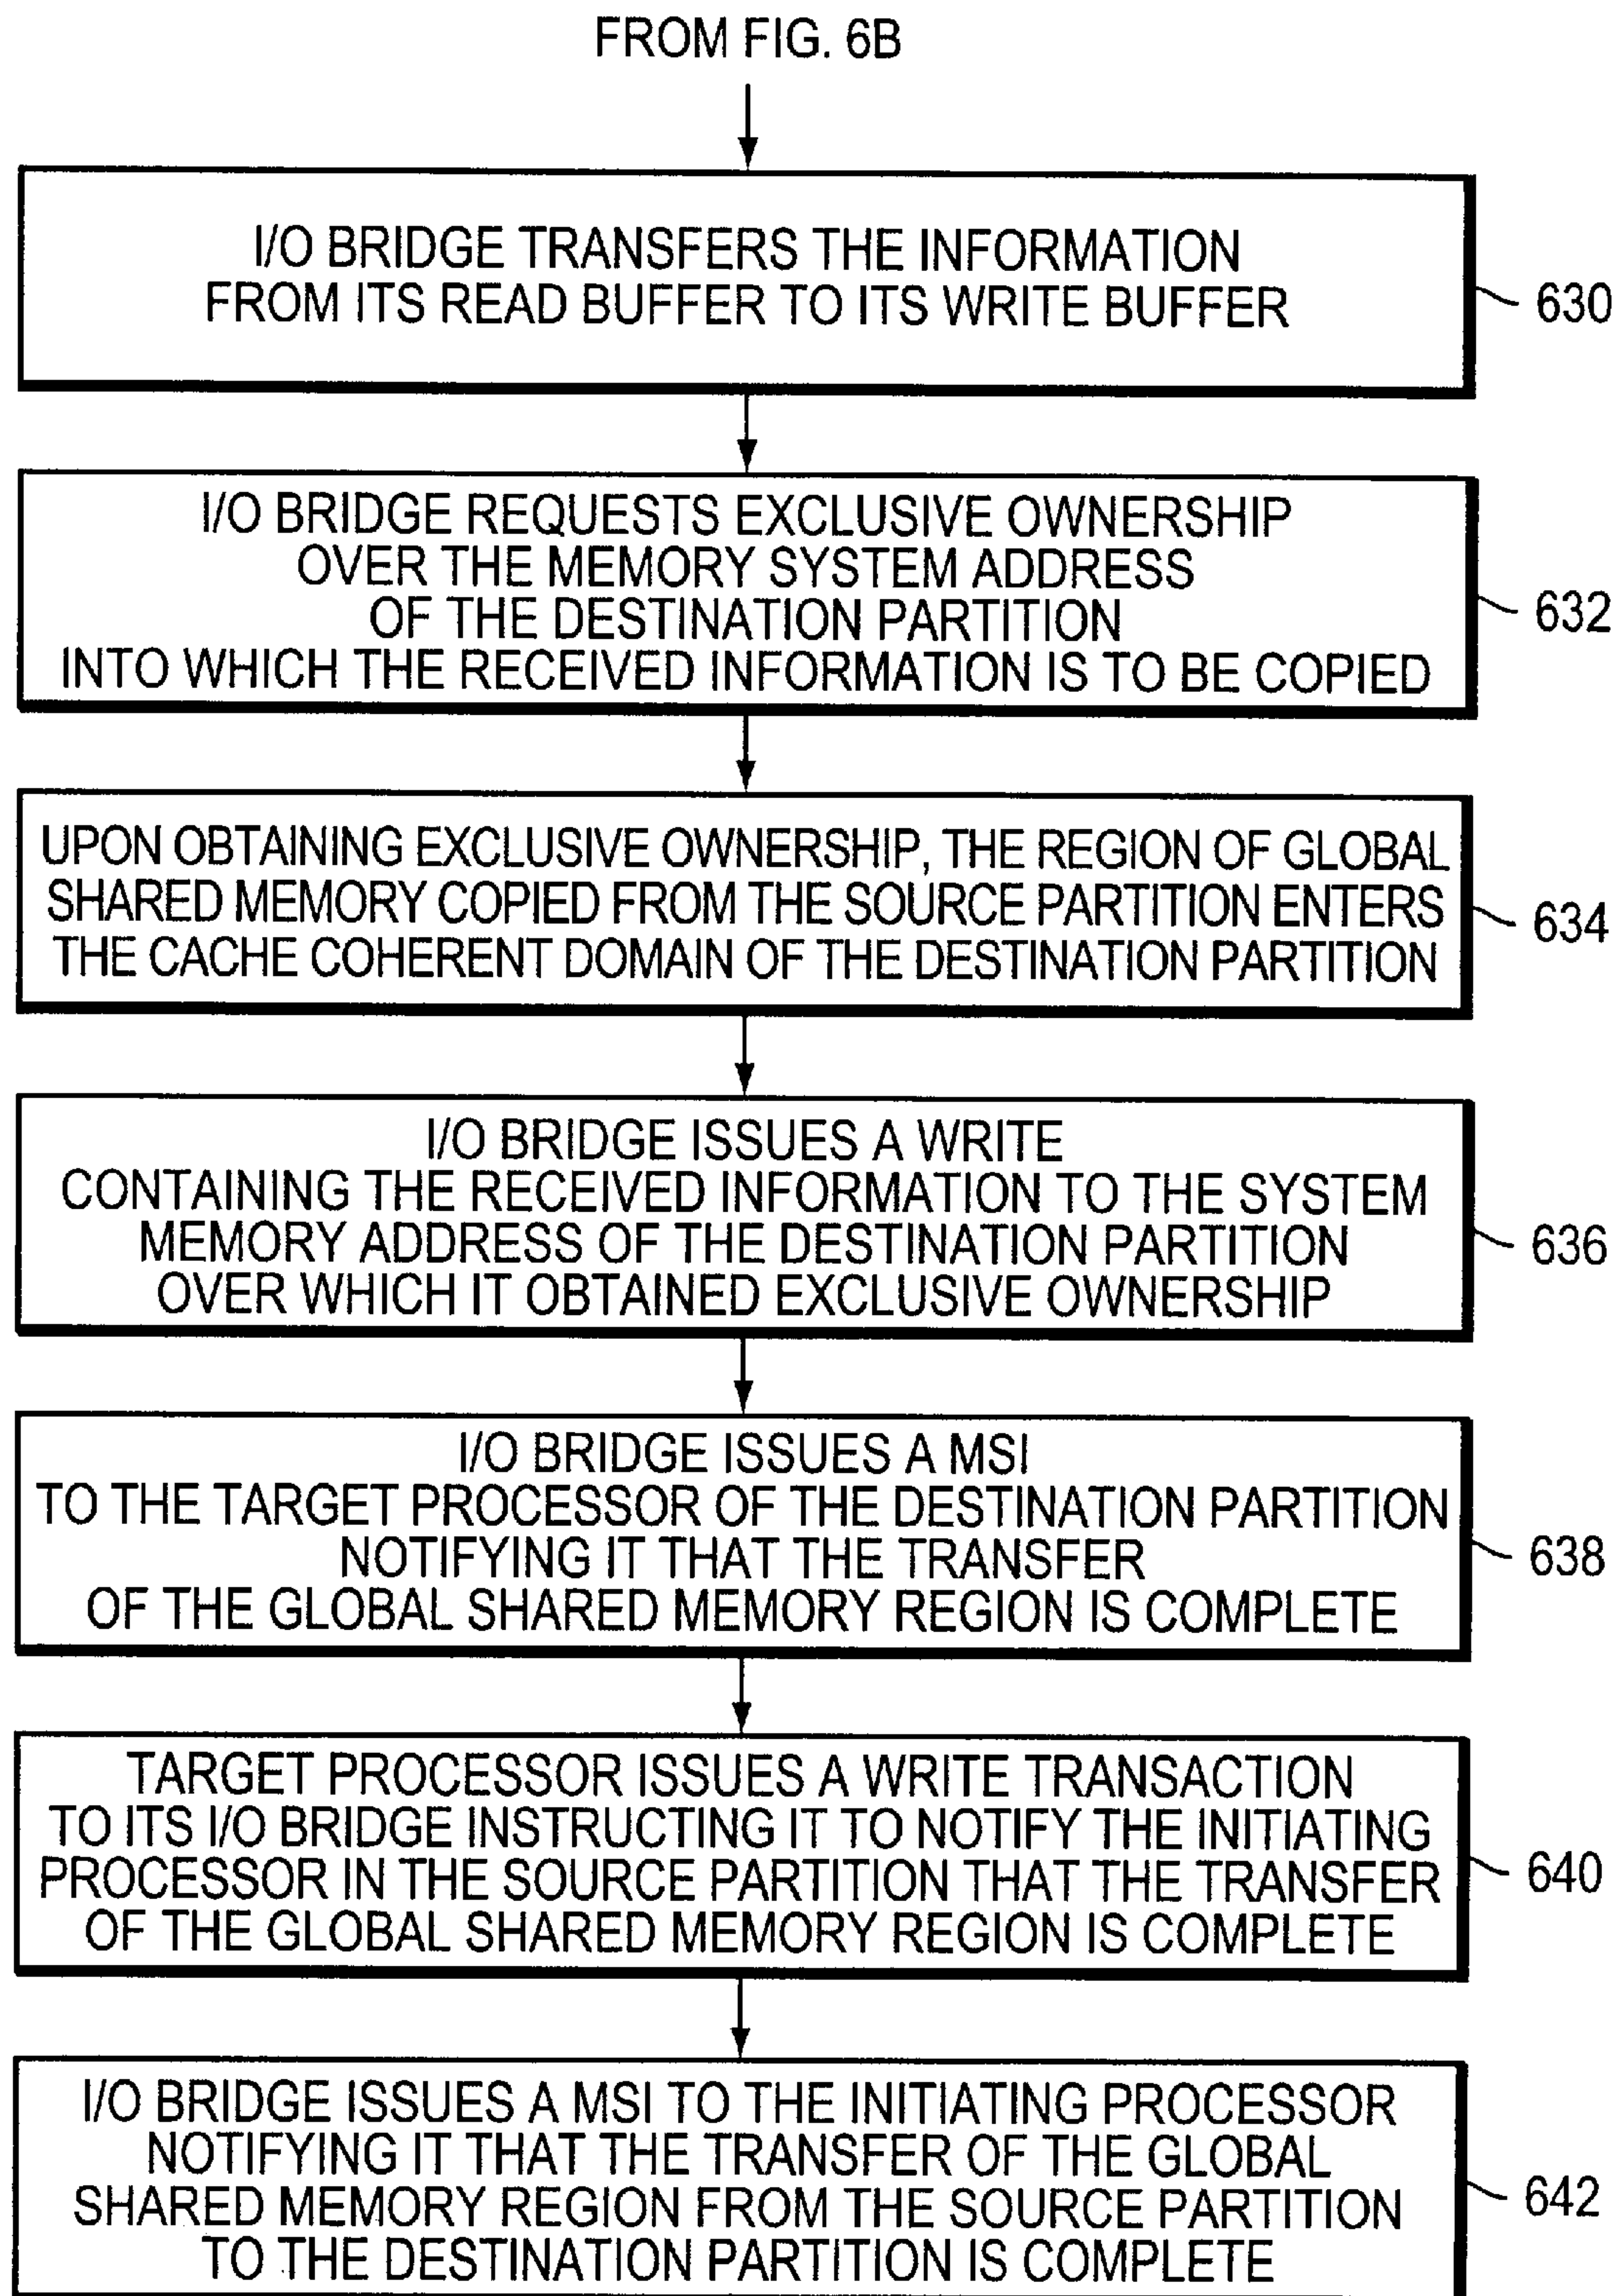 FROM FIG. 6B
I/O BRIDGE TRANSFERS THE INFORMATION
FROM ITS READ BUFFER TO ITS WRITE BUFFER
630
I/O BRIDGE REQUESTS EXCLUSIVE OWNERSHIP
OVER THE MEMORY SYSTEM ADDRESS
OF THE DESTINATION PARTITION
INTO WHICH THE RECEIVED INFORMATION IS TO BE COPIED
632
UPON OBTAINING EXCLUSIVE OWNERSHIP, THE REGION OF GLOBAL
SHARED MEMORY COPIED FROM THE SOURCE PARTITION ENTERS
THE CACHE COHERENT DOMAIN OF THE DESTINATION PARTITION
634
I/O BRIDGE ISSUES A WRITE
CONTAINING THE RECEIVED INFORMATION TO THE SYSTEM
MEMORY ADDRESS OF THE DESTINATION PARTITION
OVER WHICH IT OBTAINED EXCLUSIVE OWNERSHIP
636
I/O BRIDGE ISSUES A MSI
TO THE TARGET PROCESSOR OF THE DESTINATION PARTITION
NOTIFYING IT THAT THE TRANSFER
OF THE GLOBAL SHARED MEMORY REGION IS COMPLETE
638
TARGET PROCESSOR ISSUES A WRITE TRANSACTION
TO ITS I/O BRIDGE INSTRUCTING IT TO NOTIFY THE INITIATING
PROCESSOR IN THE SOURCE PARTITION THAT THE TRANSFER
OF THE GLOBAL SHARED MEMORY REGION IS COMPLETE
640
I/O BRIDGE ISSUES A MSI TO THE INITIATING PROCESSOR
NOTIFYING IT THAT THE TRANSFER OF THE GLOBAL
SHARED MEMORY REGION FROM THE SOURCE PARTITION
TO THE DESTINATION PARTITION IS COMPLETE
642